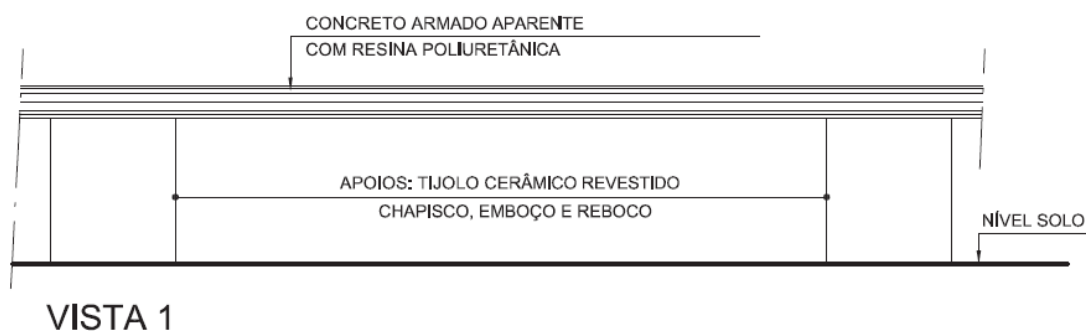 CONCRETO ARMADO APARENTE
COM RESINA POLIURETÂNICA
APOIOS: TIJOLO CERÂMICO REVESTIDO
CHAPISCO, EMBOÇO E REBOCO
NÍVEL SOLO
VISTA 1